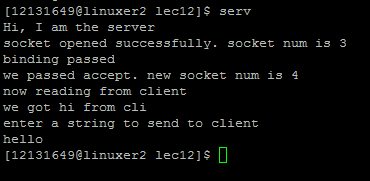 [12131649@linuxer2 lec12]$ serv
Hi, I am the server
socket opened successfully. socket num is 3
binding passed
we passed accept. new socket num is 4
now reading from client
we got hi from cli
enter a string to send to client
hello
[12131649@linuxer2 lec12]$